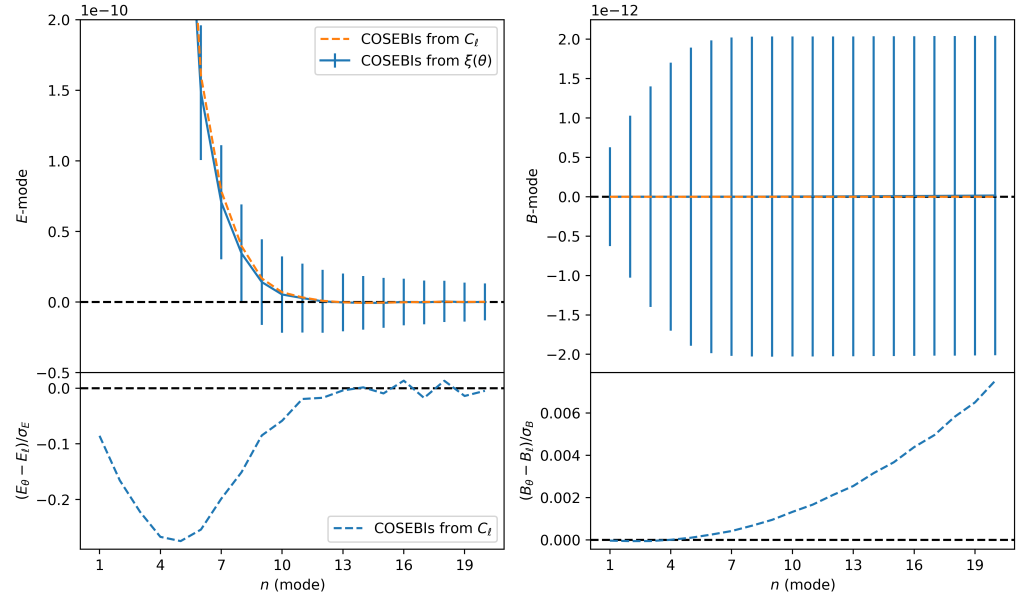 1e−10
2.0
1.5
1.0
0.5
0.0
−0.5
E-mode
COSEBIs from Cℓ
COSEBIs from ξ(θ)
0.0
−0.1
−0.2
(Eθ − Eℓ)/σE
COSEBIs from Cℓ
1 4 7 10 13 16 19
n (mode)
1e−12
2.0
1.5
1.0
0.5
0.0
−0.5
−1.0
−1.5
−2.0
B-mode
0.006
0.004
0.002
0.000
(Bθ − Bℓ)/σB
1 4 7 10 13 16 19
n (mode)